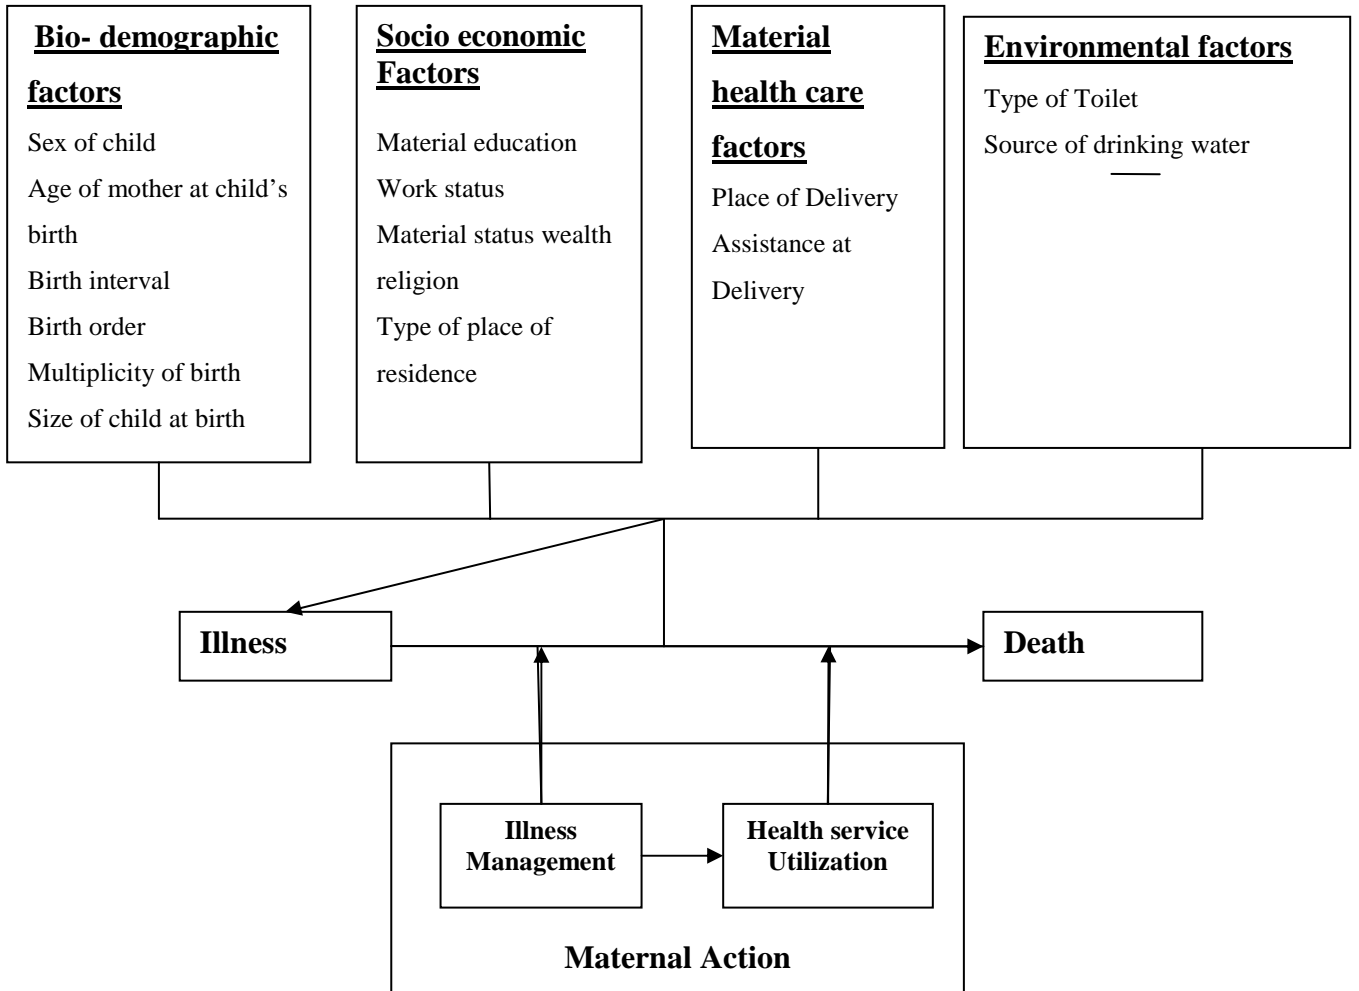 Bio- demographic
factors
Sex of child
Age of mother at child’s
birth
Birth interval
Birth order
Multiplicity of birth
Size of child at birth
Socio economic
Factors
Material education
Work status
Material status wealth
religion
Type of place of
residence
Material
health care
factors
Place of Delivery
Assistance at
Delivery
Environmental factors
Type of Toilet
Source of drinking water
Illness
Death
Illness
Management
Health service
Utilization
Maternal Action